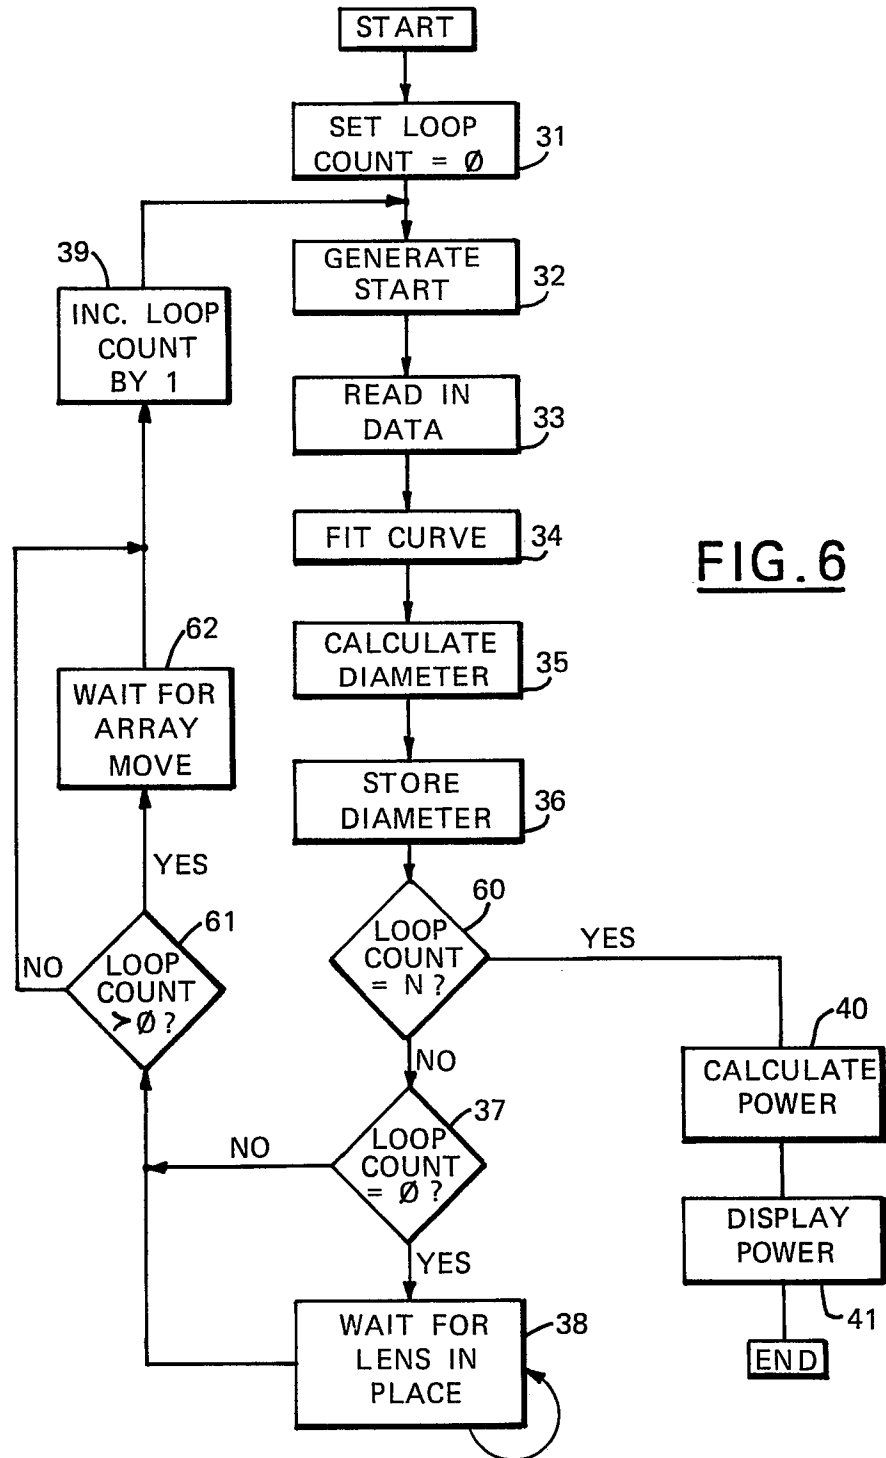 START
SET LOOP
COUNT = Ø
31
39
INC. LOOP
COUNT
BY 1
GENERATE
START
32
READ IN
DATA
33
FIT CURVE
34
FIG. 6
62
WAIT FOR
ARRAY
MOVE
CALCULATE
DIAMETER
35
STORE
DIAMETER
36
YES
61
LOOP
COUNT
>Ø?
NO
60
LOOP
COUNT
= N?
YES
NO
40
CALCULATE
POWER
37
LOOP
COUNT
= Ø?
NO
YES
DISPLAY
POWER
41
END
WAIT FOR
LENS IN
PLACE
38